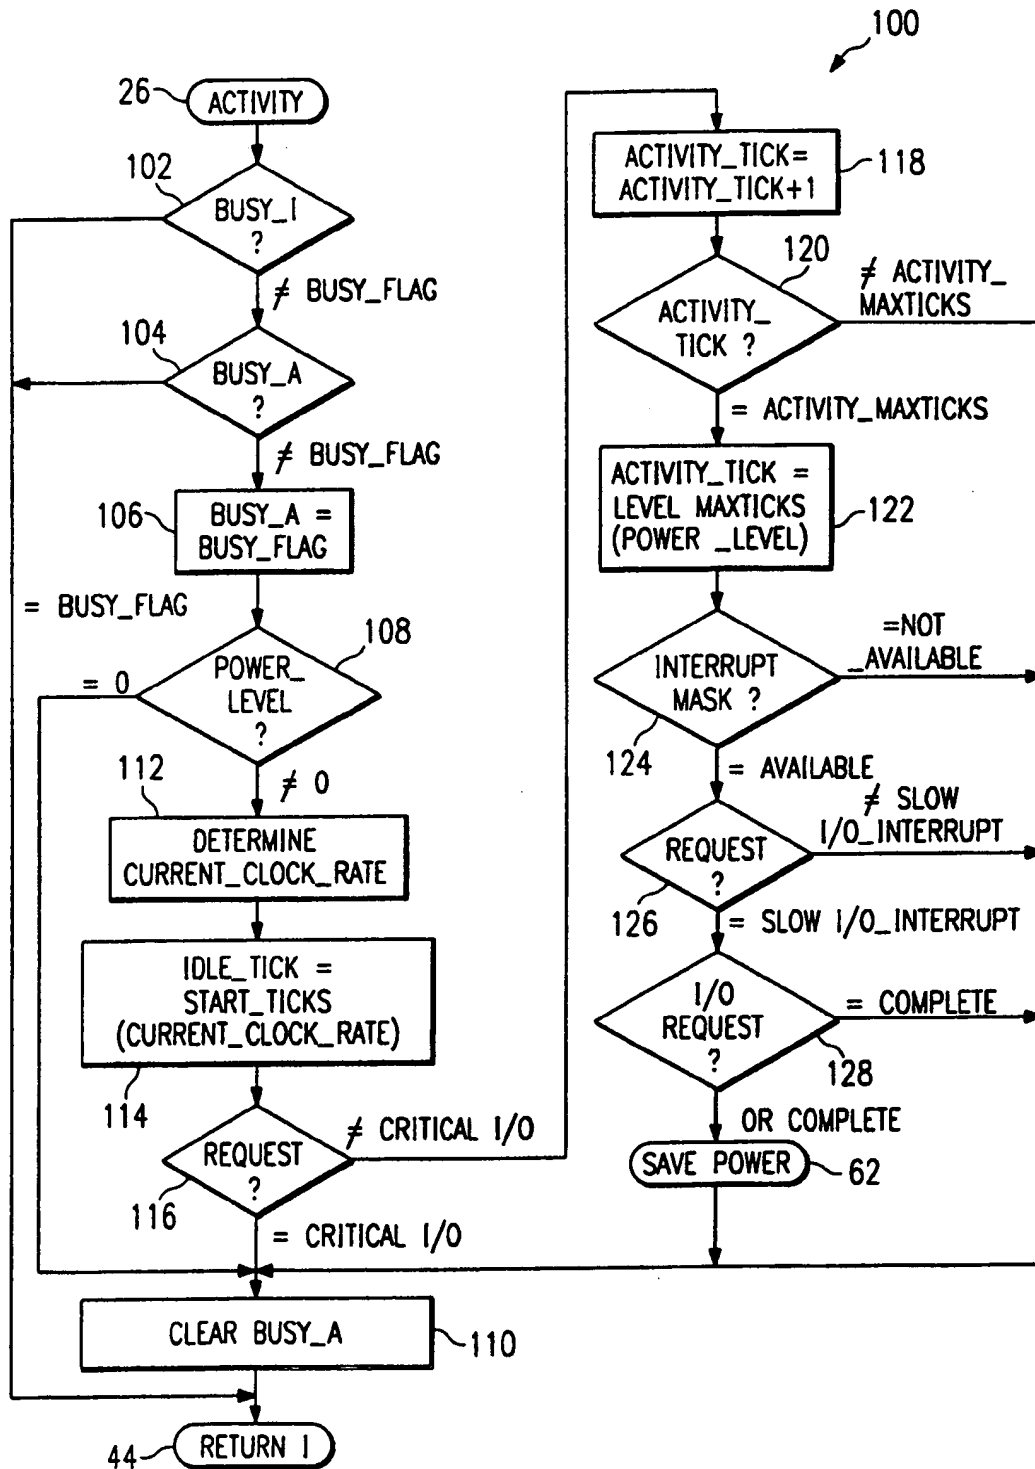 100
26
ACTIVITY
102
BUSY_I
?
≠ BUSY_FLAG
104
BUSY_A
?
≠ BUSY_FLAG
106
BUSY_A =
BUSY_FLAG
= BUSY_FLAG
108
POWER_
LEVEL
?
= 0
≠ 0
112
DETERMINE
CURRENT_CLOCK_RATE
IDLE_TICK =
START_TICKS
(CURRENT_CLOCK_RATE)
114
REQUEST
?
116
≠ CRITICAL I/O
= CRITICAL I/O
CLEAR BUSY_A
110
44
RETURN I
ACTIVITY_TICK=
ACTIVITY_TICK+1
118
120
ACTIVITY_
TICK ?
≠ ACTIVITY_
MAXTICKS
= ACTIVITY_MAXTICKS
ACTIVITY_TICK =
LEVEL MAXTICKS
(POWER _LEVEL)
122
INTERRUPT
MASK ?
124
=NOT
_AVAILABLE
= AVAILABLE
REQUEST
?
126
≠ SLOW
I/O_INTERRUPT
= SLOW I/O_INTERRUPT
I/O
REQUEST
?
128
= COMPLETE
OR COMPLETE
SAVE POWER
62